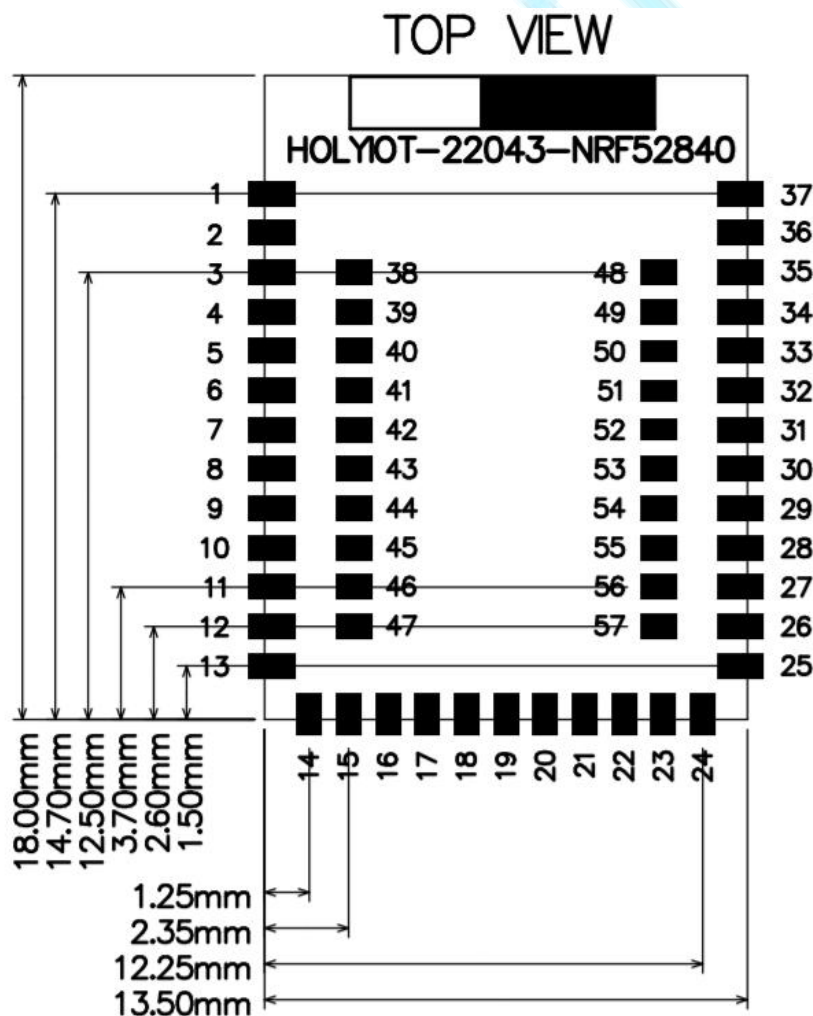 TOP VIEW
HOLYIOT-22043-NRF52840
1 37
2 36
3 38 48 35
4 39 49 34
5 40 50 33
6 41 51 32
7 42 52 31
8 43 53 30
9 44 54 29
10 45 55 28
11 46 56 27
12 47 57 26
13 25
14 15 16 17 18 19 20 21 22 23 24
18.00mm
14.70mm
12.50mm
3.70mm
2.60mm
1.50mm
1.25mm
2.35mm
12.25mm
13.50mm